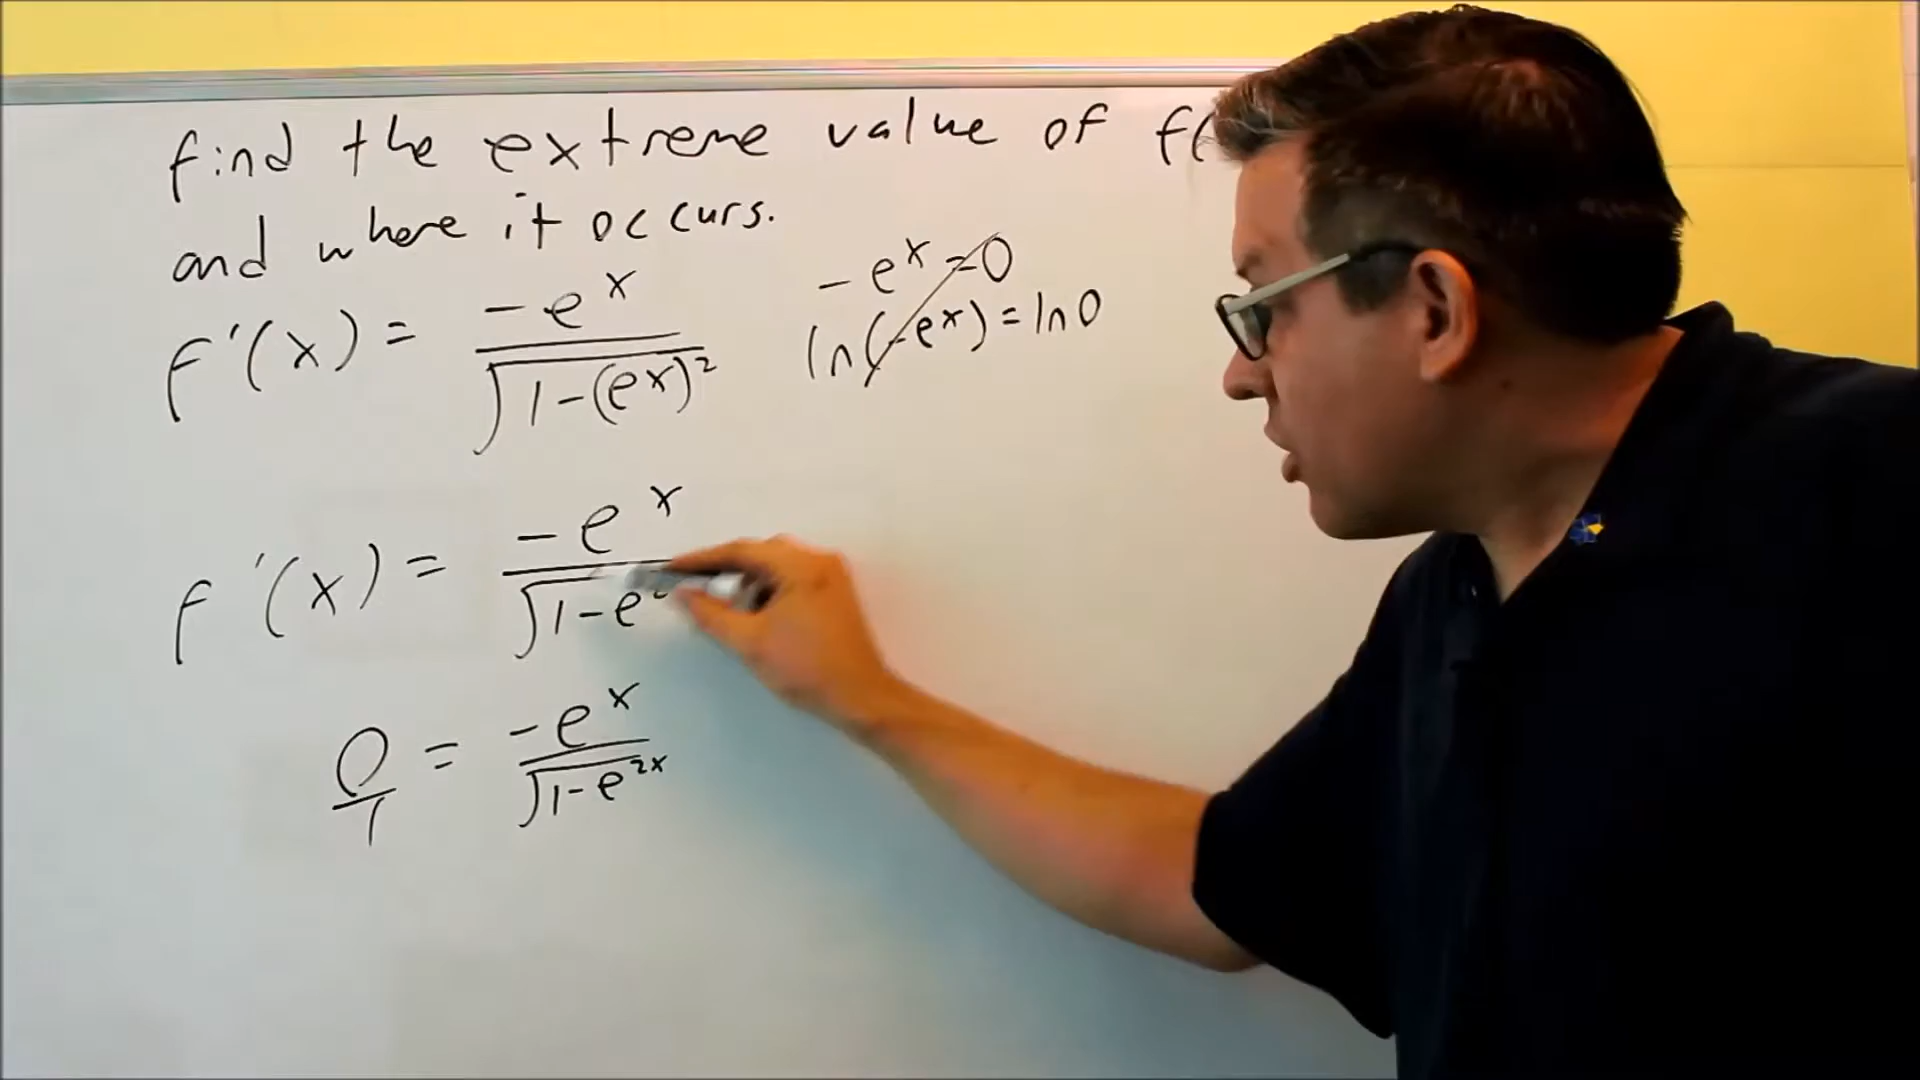 find the extreme value of f(
and where it occurs.
f'(x) = -e^x / √(1-(e^x)^2)
-e^x = 0
ln(-e^x) = ln 0
f'(x) = -e^x / √(1-e^2
0/1 = -e^x / √(1-e^2x)